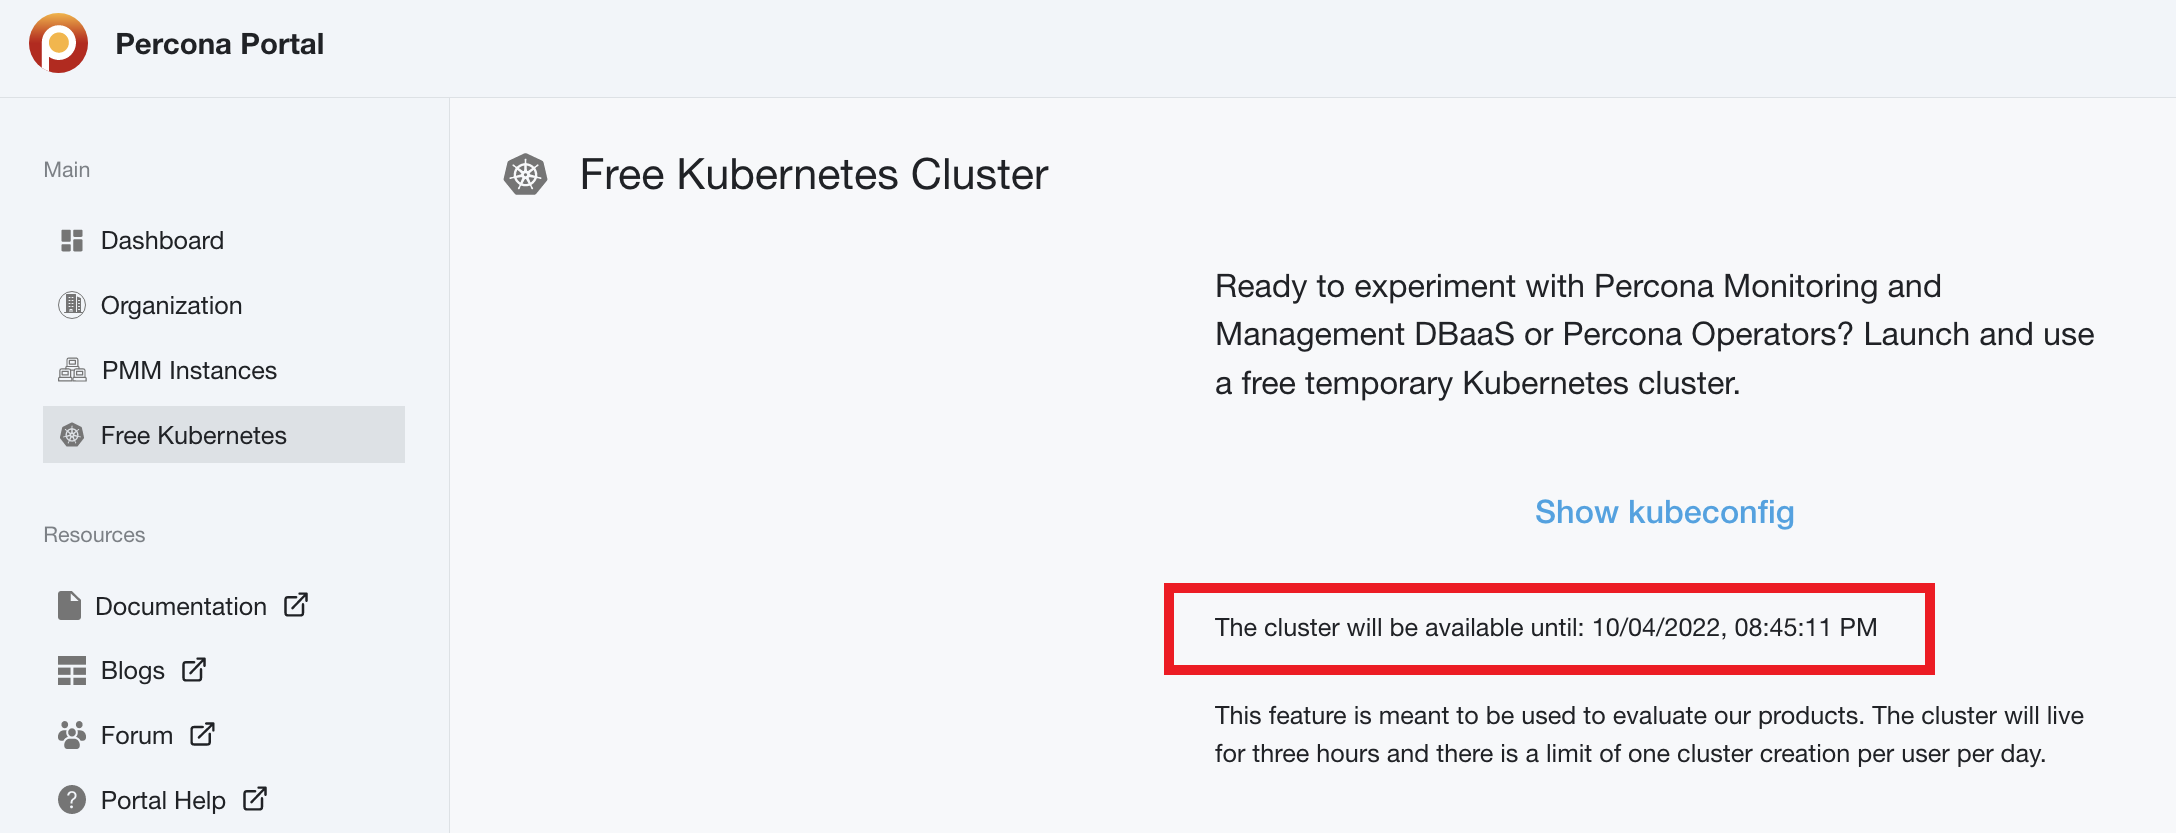 Percona Portal
Main
Dashboard
Organization
PMM Instances
Free Kubernetes
Resources
Documentation
Blogs
Forum
Portal Help
Free Kubernetes Cluster
Ready to experiment with Percona Monitoring and
Management DBaaS or Percona Operators? Launch and use
a free temporary Kubernetes cluster.
Show kubeconfig
The cluster will be available until: 10/04/2022, 08:45:11 PM
This feature is meant to be used to evaluate our products. The cluster will live
for three hours and there is a limit of one cluster creation per user per day.